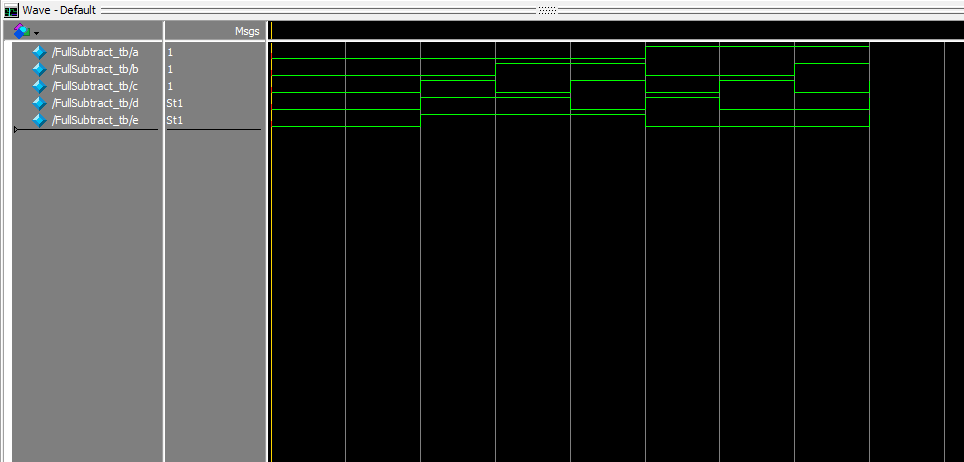 Wave - Default
Msgs
/FullSubtract_tb/a 1
/FullSubtract_tb/b 1
/FullSubtract_tb/c 1
/FullSubtract_tb/d St1
/FullSubtract_tb/e St1